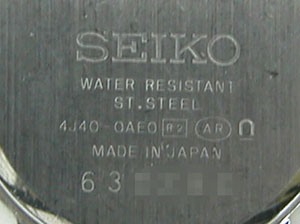 SEIKO
WATER RESISTANT
ST.STEEL
4J40-0AE0 R2 AR
MADE IN JAPAN
63